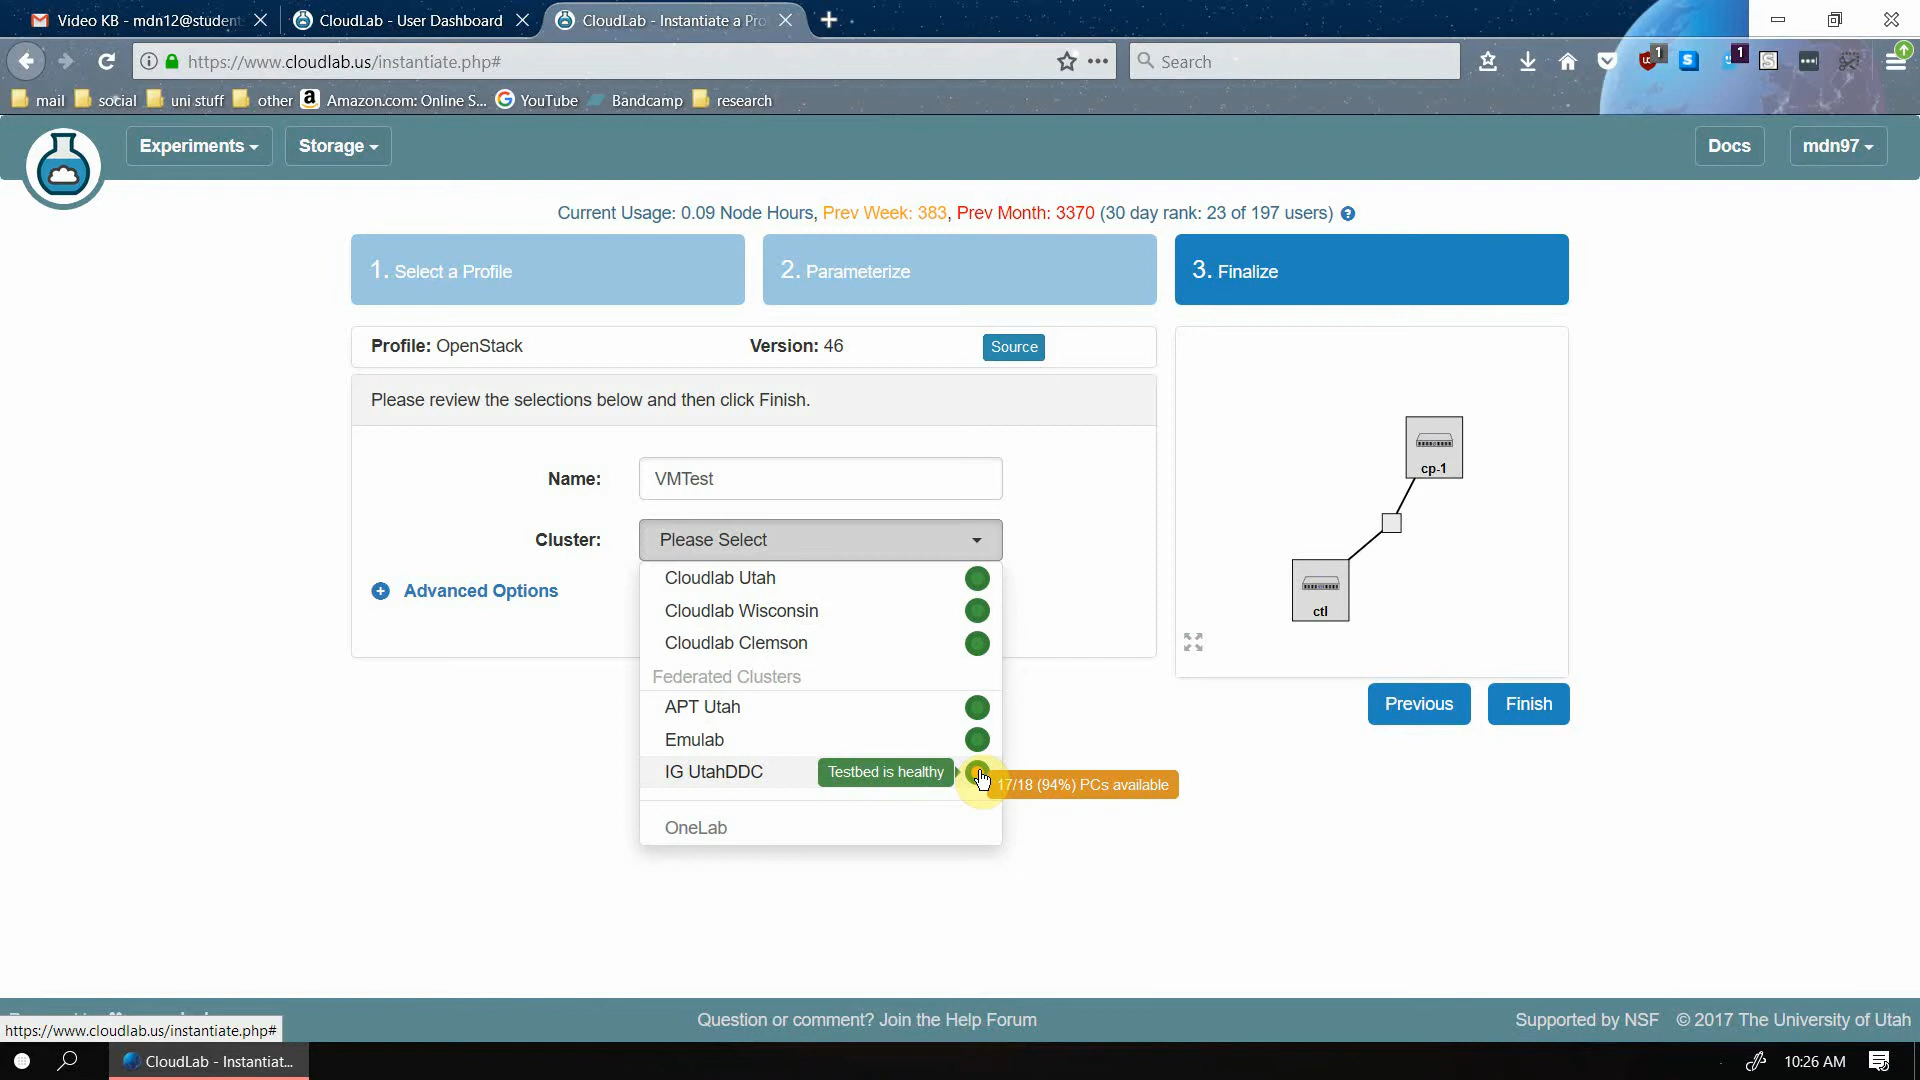 Video KB - mdn12@student
CloudLab - User Dashboard
CloudLab - Instantiate a Pro
https://www.cloudlab.us/instantiate.php#
Search
1
1
mail
social
uni stuff
other
Amazon.com: Online S...
YouTube
Bandcamp
research
Experiments
Storage
Docs
mdn97
Current Usage: 0.09 Node Hours, Prev Week: 383, Prev Month: 3370 (30 day rank: 23 of 197 users)
1. Select a Profile
2. Parameterize
3. Finalize
Profile: OpenStack
Version: 46
Source
Please review the selections below and then click Finish.
Name:
VMTest
Cluster:
Please Select
Advanced Options
Cloudlab Utah
Cloudlab Wisconsin
Cloudlab Clemson
Federated Clusters
APT Utah
Emulab
IG UtahDDC
Testbed is healthy
17/18 (94%) PCs available
OneLab
cp-1
ctl
Previous
Finish
https://www.cloudlab.us/instantiate.php#
Question or comment? Join the Help Forum
Supported by NSF
© 2017 The University of Utah
CloudLab - Instantiat...
10:26 AM